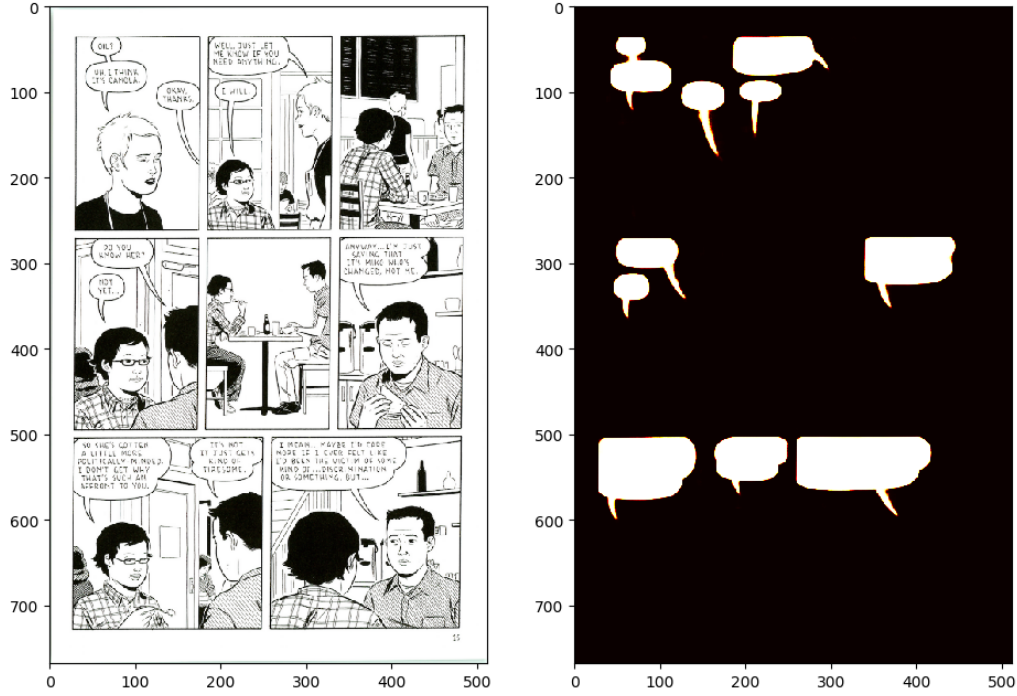 0
100
200
300
400
500
600
700
OIL?
UH, I THINK
IT'S CANOLA.
OKAY,
THANKS.
WELL, JUST LET
ME KNOW IF YOU
NEED ANYTHING.
I WILL.
DO YOU
KNOW HER?
NOT
YET...
ANYWAY... I'M JUST
SAYING THAT
IT'S MIKO WHO'S
CHANGED, NOT ME.
SO SHE'S GOTTEN
A LITTLE MORE
POLITICALLY MINDED.
I DON'T GET WHY
THAT'S SUCH AN
AFFRONT TO YOU.
IT'S NOT
IT JUST GETS
KIND OF
TIRESOME.
I MEAN... MAYBE I'D
MORE IF I EVER FELT LIKE
I'D BEEN THE VICTIM OF SOME
KIND OF ...DISCRIMINATION
OR SOMETHING, BUT...
0
100
200
300
400
500
0
100
200
300
400
500
600
700
0
100
200
300
400
500